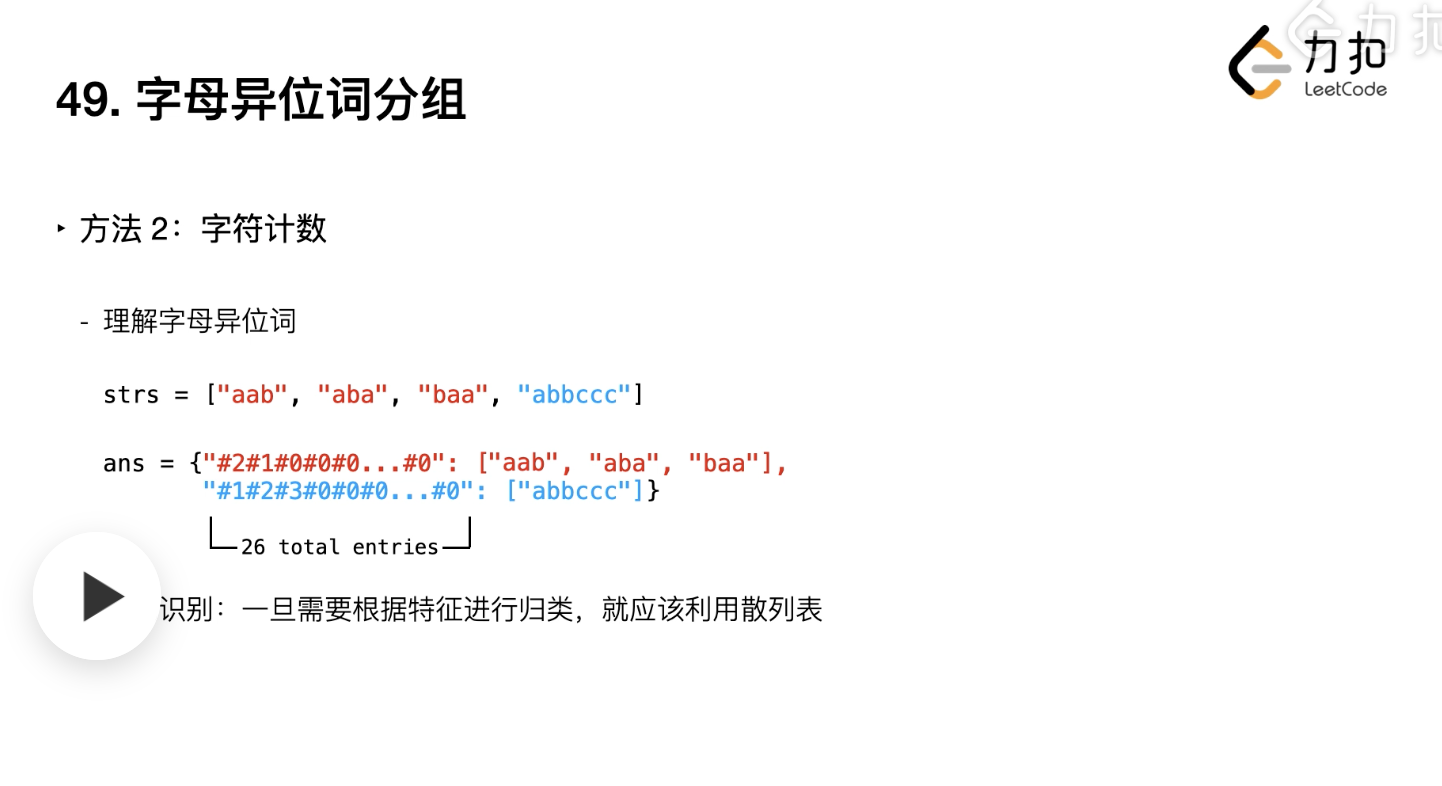 力扣
力扣
LeetCode
49. 字母异位词分组
‣ 方法 2：字符计数
- 理解字母异位词
strs = ["aab", "aba", "baa", "abbccc"]
ans = {"#2#1#0#0#0...#0": ["aab", "aba", "baa"],
"#1#2#3#0#0#0...#0": ["abbccc"]}
26 total entries
识别：一旦需要根据特征进行归类，就应该利用散列表